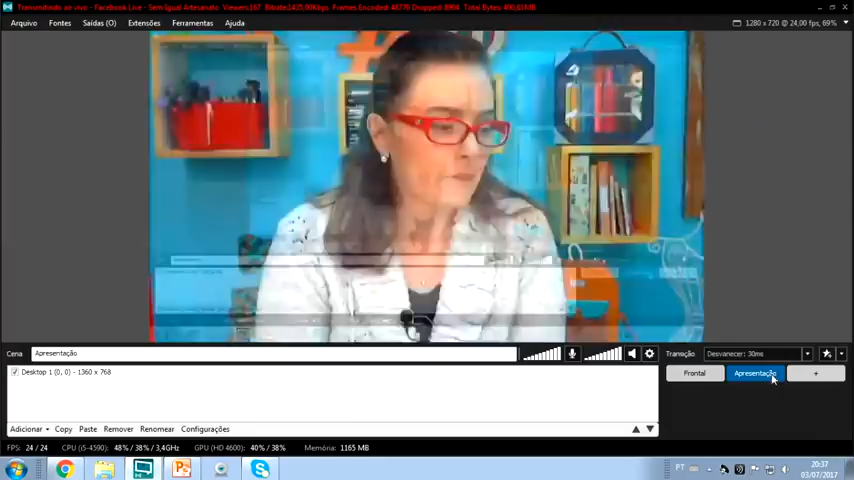 Transmitindo ao vivo - Facebook Live - Sem Igual Artesanato Viewers:167 Bitrate:1435,00Kbps Frames Encoded: 48770 Dropped: 8904 Total Bytes: 490,61MB
Arquivo Fontes Saídas (O) Extensões Ferramentas Ajuda
1280 x 720 @ 24,00 fps, 69%
Cena Apresentação
Transição Desvanecer: 30ms
Desktop 1 (0, 0) - 1360 x 768
Frontal Apresentação +
Adicionar Copy Paste Remover Renomear Configurações
FPS: 24 / 24 CPU (i5-4590): 48% / 38% / 3,4GHz GPU (HD 4600): 40% / 38% Memória: 1165 MB
PT
20:37
03/07/2017